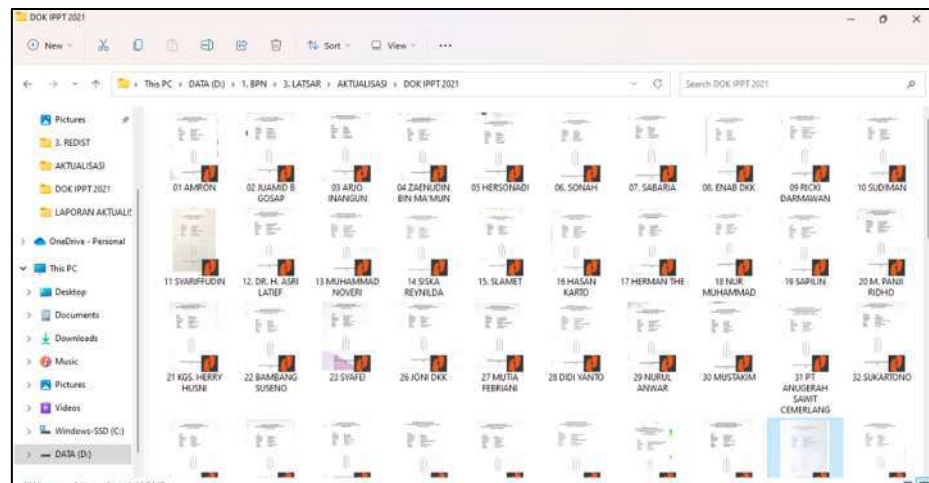 DOK IPPT 2021
New
Sort
View
This PC > DATA (D:) > 1. BPN > 3. LATSAR > AKTUALISASI > DOK IPPT 2021
Search DOK IPPT 2021
Pictures
3. REDIST
AKTUALISASI
DOK IPPT 2021
LAPORAN AKTUALI
OneDrive - Personal
This PC
Desktop
Documents
Downloads
Music
Pictures
Videos
Windows-SSD (C:)
DATA (D:)
01 AMRON
02 JUAMID B
GOSAP
03 ARJO
INANGUN
04 ZAENUDIN
BIN MA'MUN
05 HERSONADI
06. SONAH
07. SABARIA
08. ENAB DKK
09 RICKI
DARMAWAN
10 SUDIMAN
11 SYARIFFUDIN
12. DR. H. ASRI
LATIEF
13 MUHAMMAD
NOVERI
14 SISKA
REYNILDA
15. SLAMET
16 HASAN
KARTO
17 HERMAN THE
18 NUR
MUHAMMAD
19 SAPILIN
20 M. PANJI
RIDHO
21 KGS. HERRY
HUSNI
22 BAMBANG
SUSENO
23 SYAFEI
26 JONI DKK
27 MUTIA
FEBRIANI
28 DIDI YANTO
29 NURUL
ANWAR
30 MUSTAKIM
31 PT
ANUGERAH
SAWIT
CEMERLANG
32 SUKARTONO